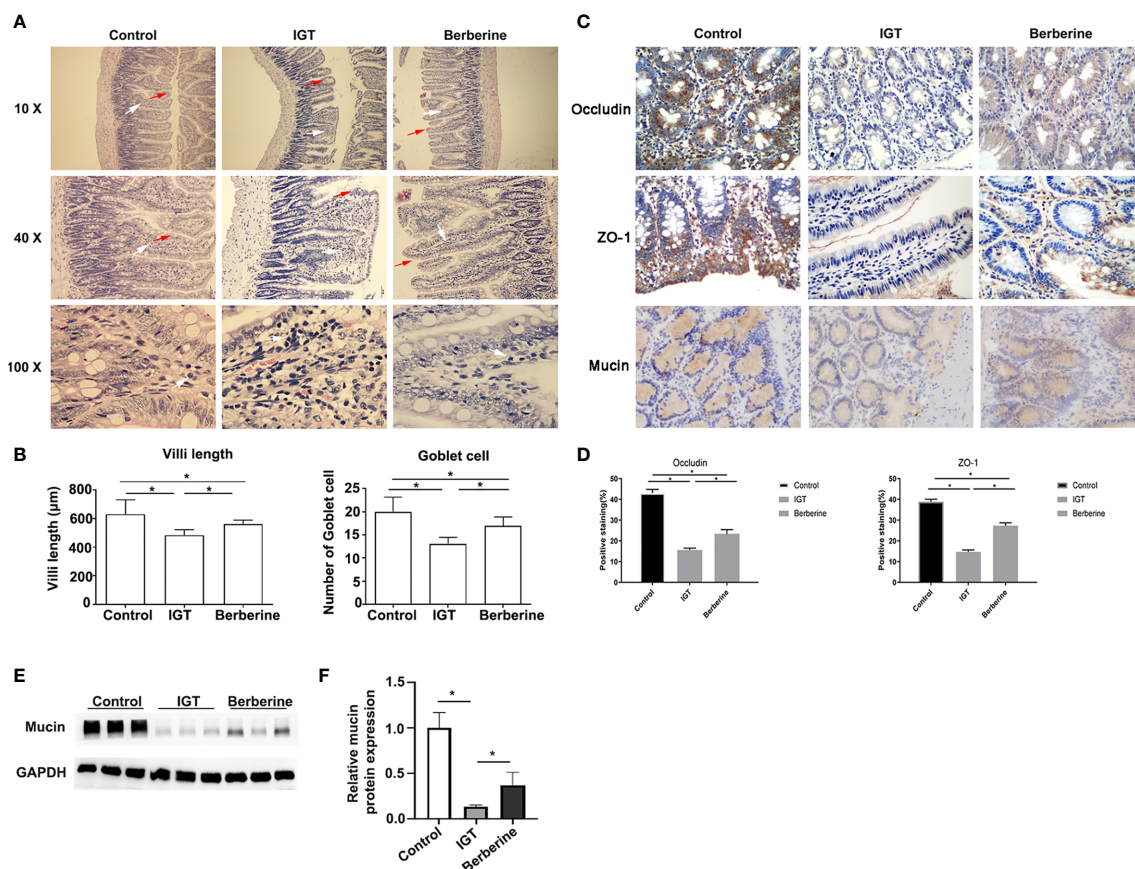 A
Control IGT Berberine
10 X
40 X
100 X
B
Villi length
Villi length (μm)
800
600
400
200
0
*
* *
Control IGT Berberine
Goblet cell
Number of Goblet cell
20
25
15
10
5
0
*
* *
Control IGT Berberine
C
Control IGT Berberine
Occludin
ZO-1
Mucin
D
Occludin
Positive staining(%)
50
40
30
20
10
0
*
* *
Control
IGT
Berberine
Control
IGT
Berberine
ZO-1
Positive staining(%)
50
40
30
20
10
0
*
* *
Control
IGT
Berberine
Control
IGT
Berberine
E
Control IGT Berberine
Mucin
GAPDH
F
Relative mucin
protein expression
1.5
1.0
0.5
0.0
*
*
Control
IGT
Berberine